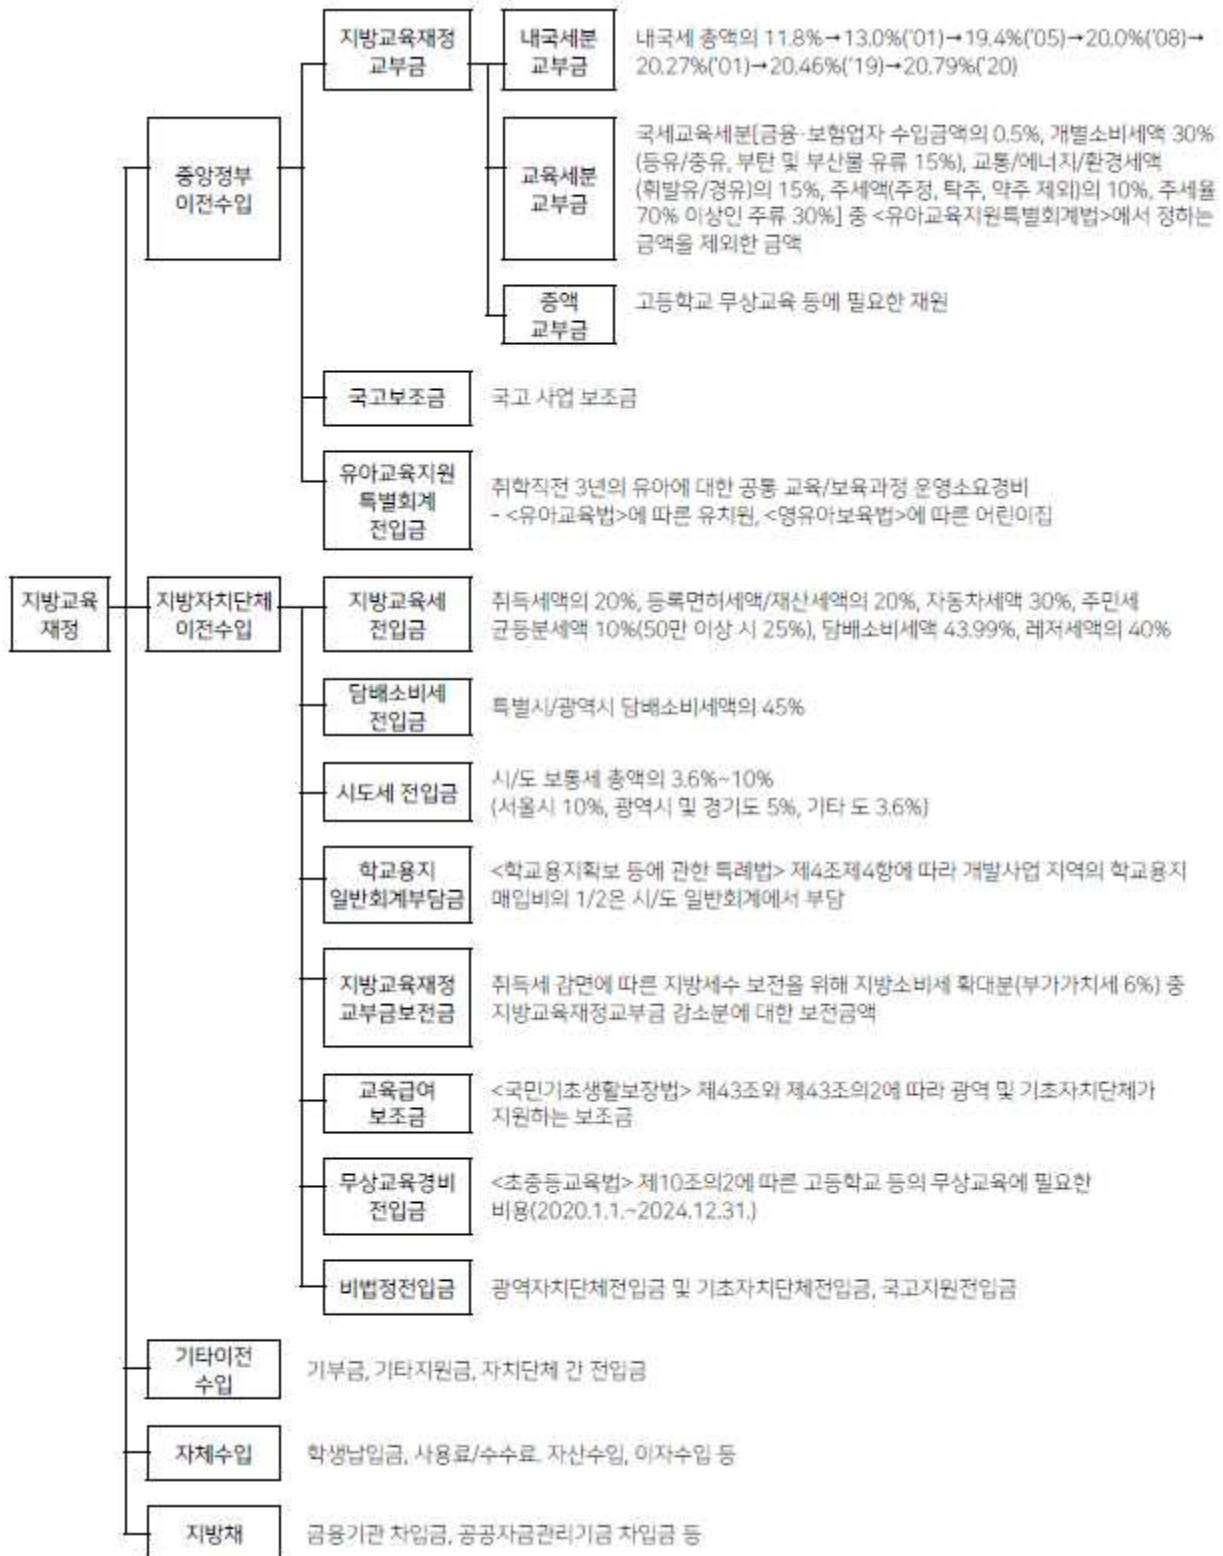 지방교육재정
교부금
내국세분
교부금
내국세 총액의 11.8%→13.0%('01)→19.4%('05)→20.0%('08)→
20.27%('01)→20.46%('19)→20.79%('20)
중앙정부
이전수입
교육세분
교부금
국세교육세분[금융·보험업자 수입금액의 0.5%, 개별소비세액 30%
(등유/중유, 부탄 및 부산물 유류 15%), 교통/에너지/환경세액
(휘발유/경유)의 15%, 주세액(주정, 탁주, 약주 제외)의 10%, 주세율
70% 이상인 주류 30%] 중 <유아교육지원특별회계법>에서 정하는
금액을 제외한 금액
증액
교부금
고등학교 무상교육 등에 필요한 재원
국고보조금
국고 사업 보조금
유아교육지원
특별회계
전입금
취학직전 3년의 유아에 대한 공통 교육/보육과정 운영소요경비
- <유아교육법>에 따른 유치원, <영유아보육법>에 따른 어린이집
지방교육
재정
지방자치단체
이전수입
지방교육세
전입금
취득세액의 20%, 등록면허세액/재산세액의 20%, 자동차세액 30%, 주민세
균등분세액 10%(50만 이상 시 25%), 담배소비세액 43.99%, 레저세액의 40%
담배소비세
전입금
특별시/광역시 담배소비세액의 45%
시도세 전입금
시/도 보통세 총액의 3.6%~10%
(서울시 10%, 광역시 및 경기도 5%, 기타 도 3.6%)
학교용지
일반회계부담금
<학교용지확보 등에 관한 특례법> 제4조제4항에 따라 개발사업 지역의 학교용지
매입비의 1/2은 시/도 일반회계에서 부담
지방교육재정
교부금보전금
취득세 감면에 따른 지방세수 보전을 위해 지방소비세 확대분(부가가치세 6%) 중
지방교육재정교부금 감소분에 대한 보전금액
교육급여
보조금
<국민기초생활보장법> 제43조와 제43조의2에 따라 광역 및 기초자치단체가
지원하는 보조금
무상교육경비
전입금
<초중등교육법> 제10조의2에 따른 고등학교 등의 무상교육에 필요한
비용(2020.1.1.~2024.12.31.)
비법정전입금
광역자치단체전입금 및 기초자치단체전입금, 국고지원전입금
기타이전
수입
기부금, 기타지원금, 자치단체 간 전입금
자체수입
학생납입금, 사용료/수수료. 자산수입, 이자수입 등
지방채
금융기관 차입금, 공공자금관리기금 차입금 등